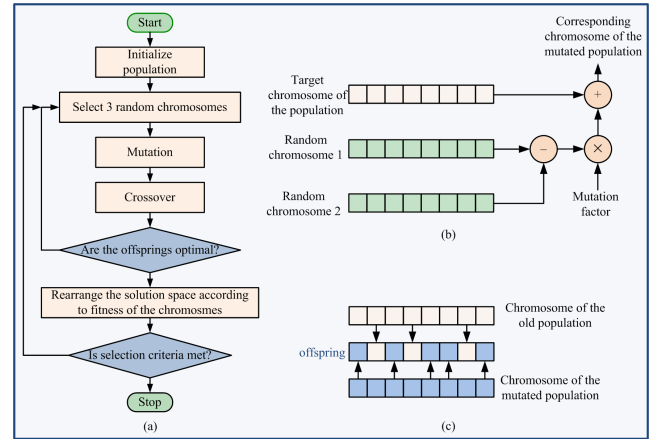 Start
Initialize
population
Select 3 random chromosomes
Mutation
Crossover
Are the offsprings optimal?
Rearrange the solution space according
to fitness of the chromosmes
Is selection criteria met?
Stop
(a)
Corresponding
chromosome of the
mutated population
Target
chromosome of
the population
+
Random
chromosome 1
−
×
Random
chromosome 2
Mutation
factor
(b)
Chromosome of the
old population
offspring
Chromosome of the
mutated population
(c)